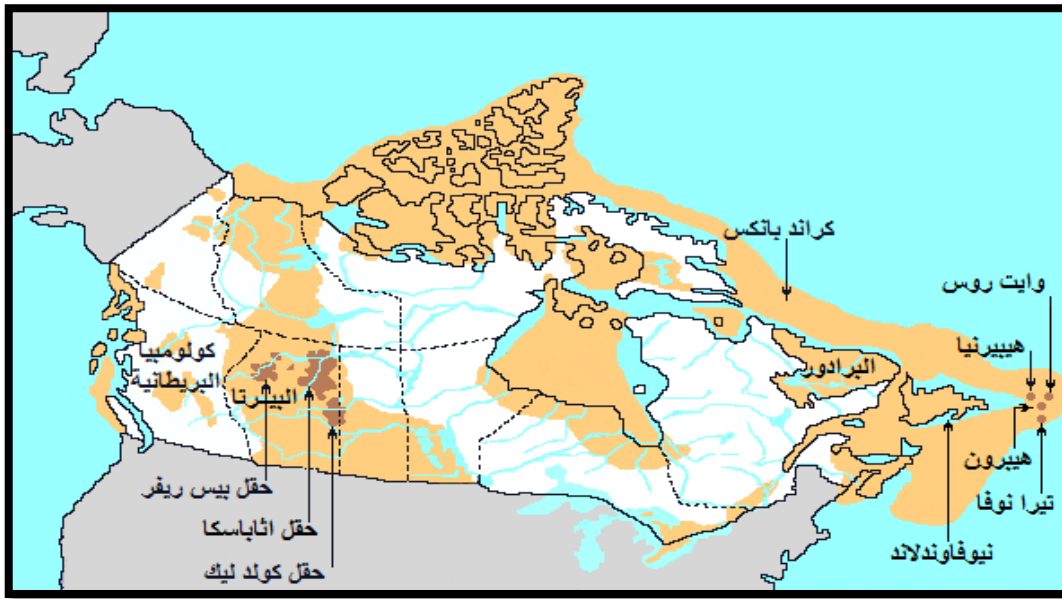 كراند بانكس
وايت روس
هيبيرنيا
كولومبيا
البريطانية
البيلرتا
البرادور
هيبرون
تيرا نوفا
حقل بيس ريفر
حقل اثاباسكا
نيوفاوندلاند
حقل كولد ليك